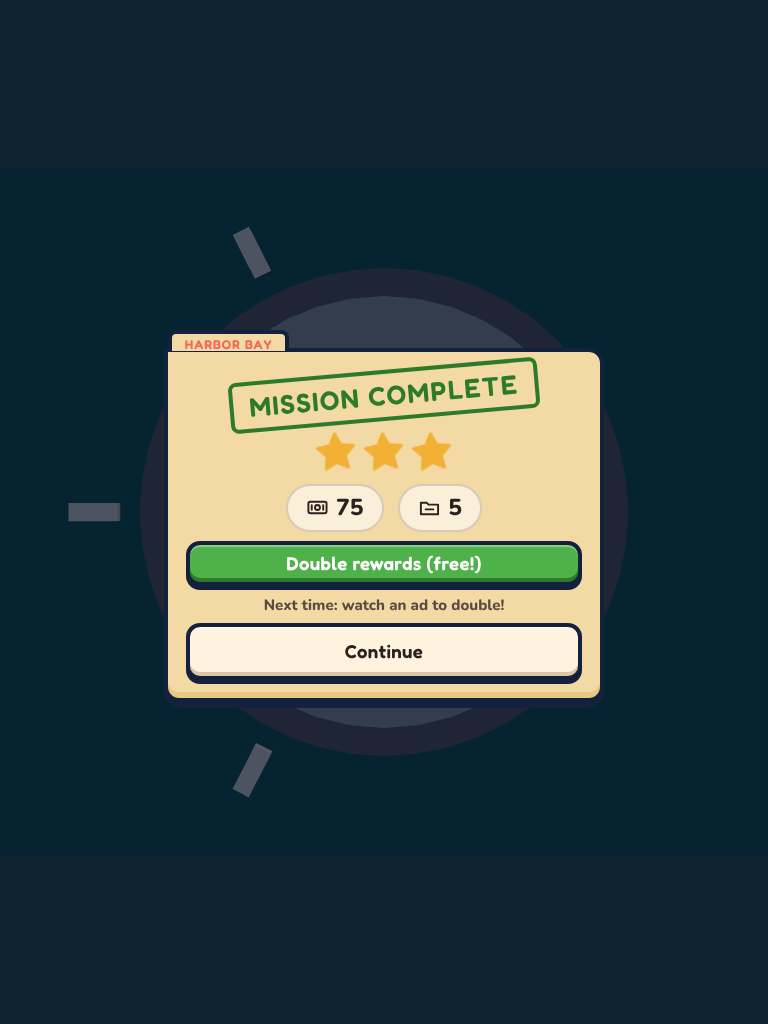 HARBOR BAY
MISSION COMPLETE
75 5
Double rewards (free!)
Next time: watch an ad to double!
Continue